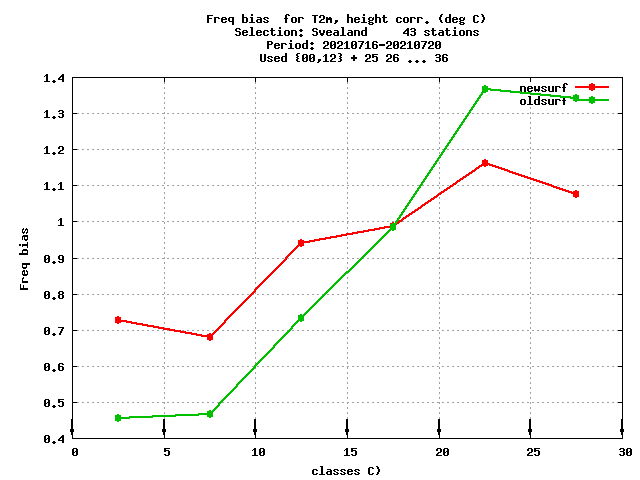 Freq bias  for T2m, height corr. (deg C)
Selection: Svealand     43 stations
Period: 20210716-20210720
Used {00,12} + 25 26 ... 36
1.4
1.3
1.2
1.1
1
0.9
0.8
0.7
0.6
0.5
0.4
Freq bias
newsurf
oldsurf
0 5 10 15 20 25 30
classes C)